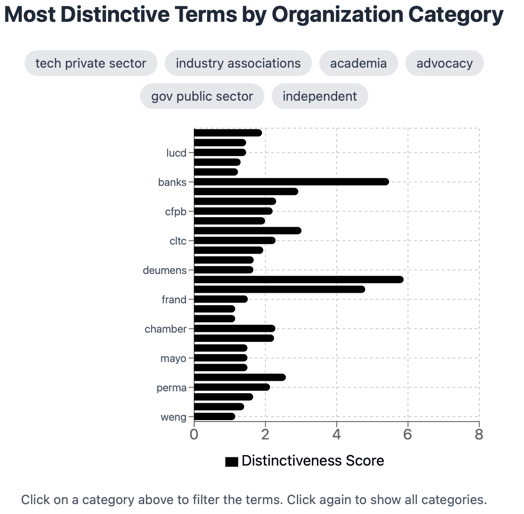 Most Distinctive Terms by Organization Category
tech private sector industry associations academia advocacy
gov public sector independent
lucd
banks
cfpb
cltc
deumens
frand
chamber
mayo
perma
weng
0 2 4 6 8
Distinctiveness Score
Click on a category above to filter the terms. Click again to show all categories.